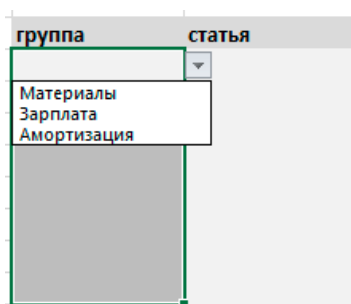 группа статья
Материалы
Зарплата
Амортизация